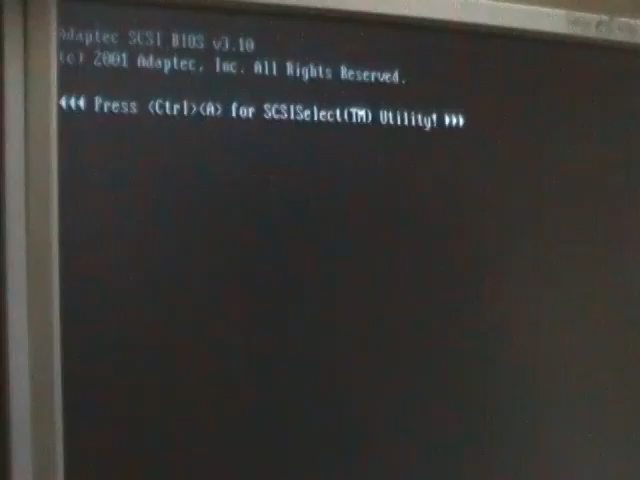 Adaptec SCSI BIOS v3.10
(c) 2001 Adaptec, Inc. All Rights Reserved.
◄◄◄ Press <Ctrl><A> for SCSISelect(TM) Utility! ►►►